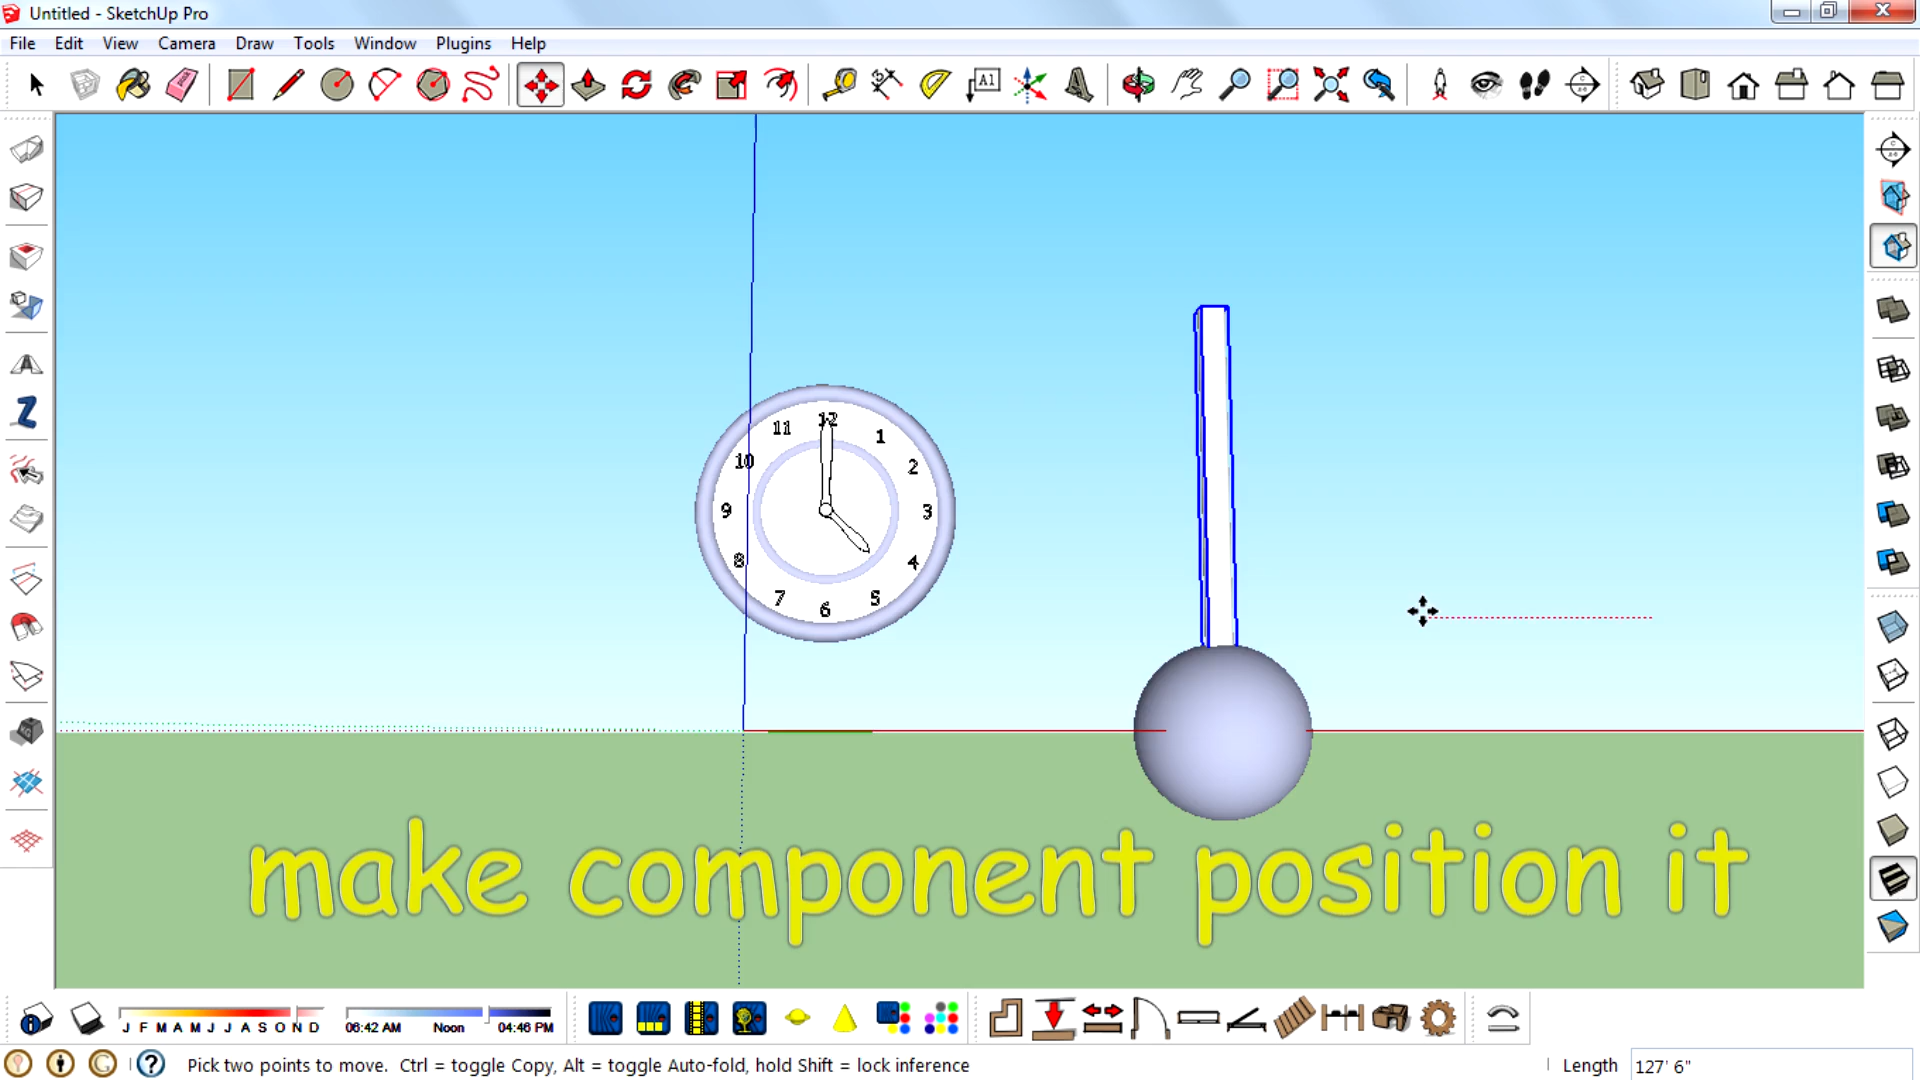 Untitled - SketchUp Pro
File Edit View Camera Draw Tools Window Plugins Help
A1
12
11 1
10 2
9 3
8 4
7 5
6
make component position it
J F M A M J J A S O N D
06:42 AM Noon 04:46 PM
Pick two points to move. Ctrl = toggle Copy, Alt = toggle Auto-fold, hold Shift = lock inference
Length 127' 6"